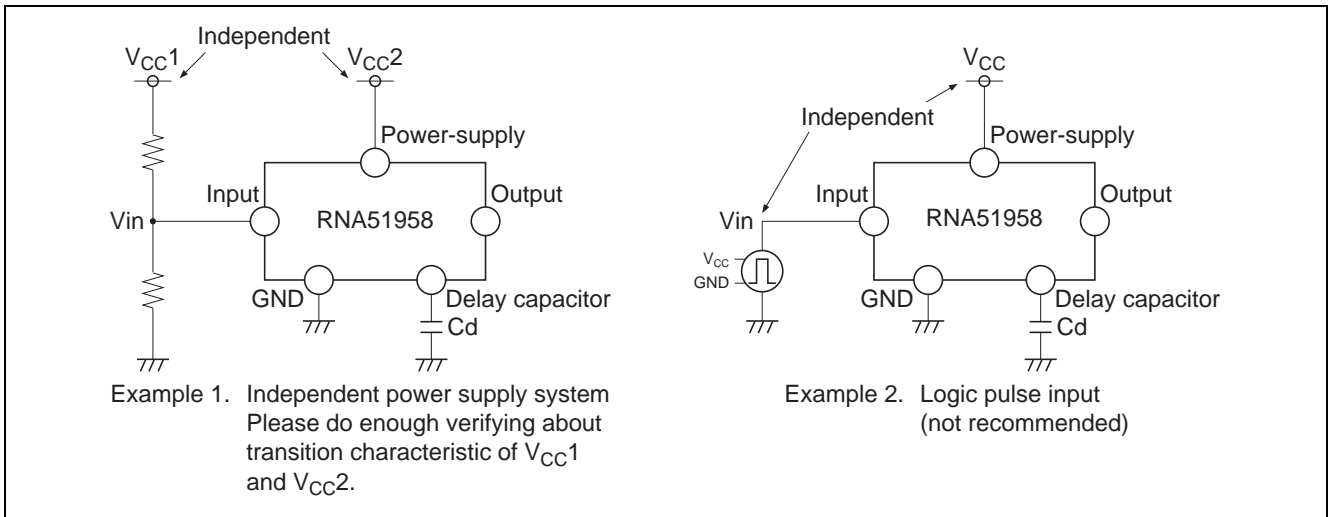 Independent
VCC1
VCC2
Power-supply
Input
Output
Vin
RNA51958
GND
Delay capacitor
Cd
Example 1. Independent power supply system
Please do enough verifying about
transition characteristic of VCC1
and VCC2.
VCC
Independent
Power-supply
Input
Output
Vin
RNA51958
VCC
GND
GND
Delay capacitor
Cd
Example 2. Logic pulse input
(not recommended)